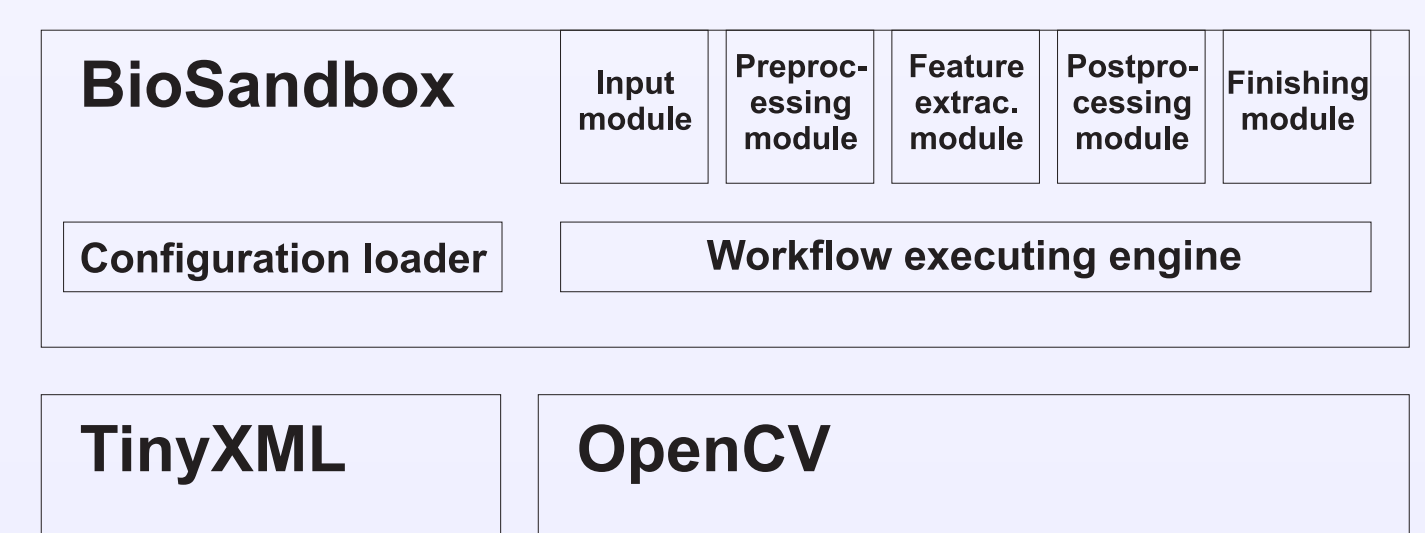 BioSandbox
Input
module
Preproc-
essing
module
Feature
extrac.
module
Postpro-
cessing
module
Finishing
module
Configuration loader
Workflow executing engine
TinyXML
OpenCV